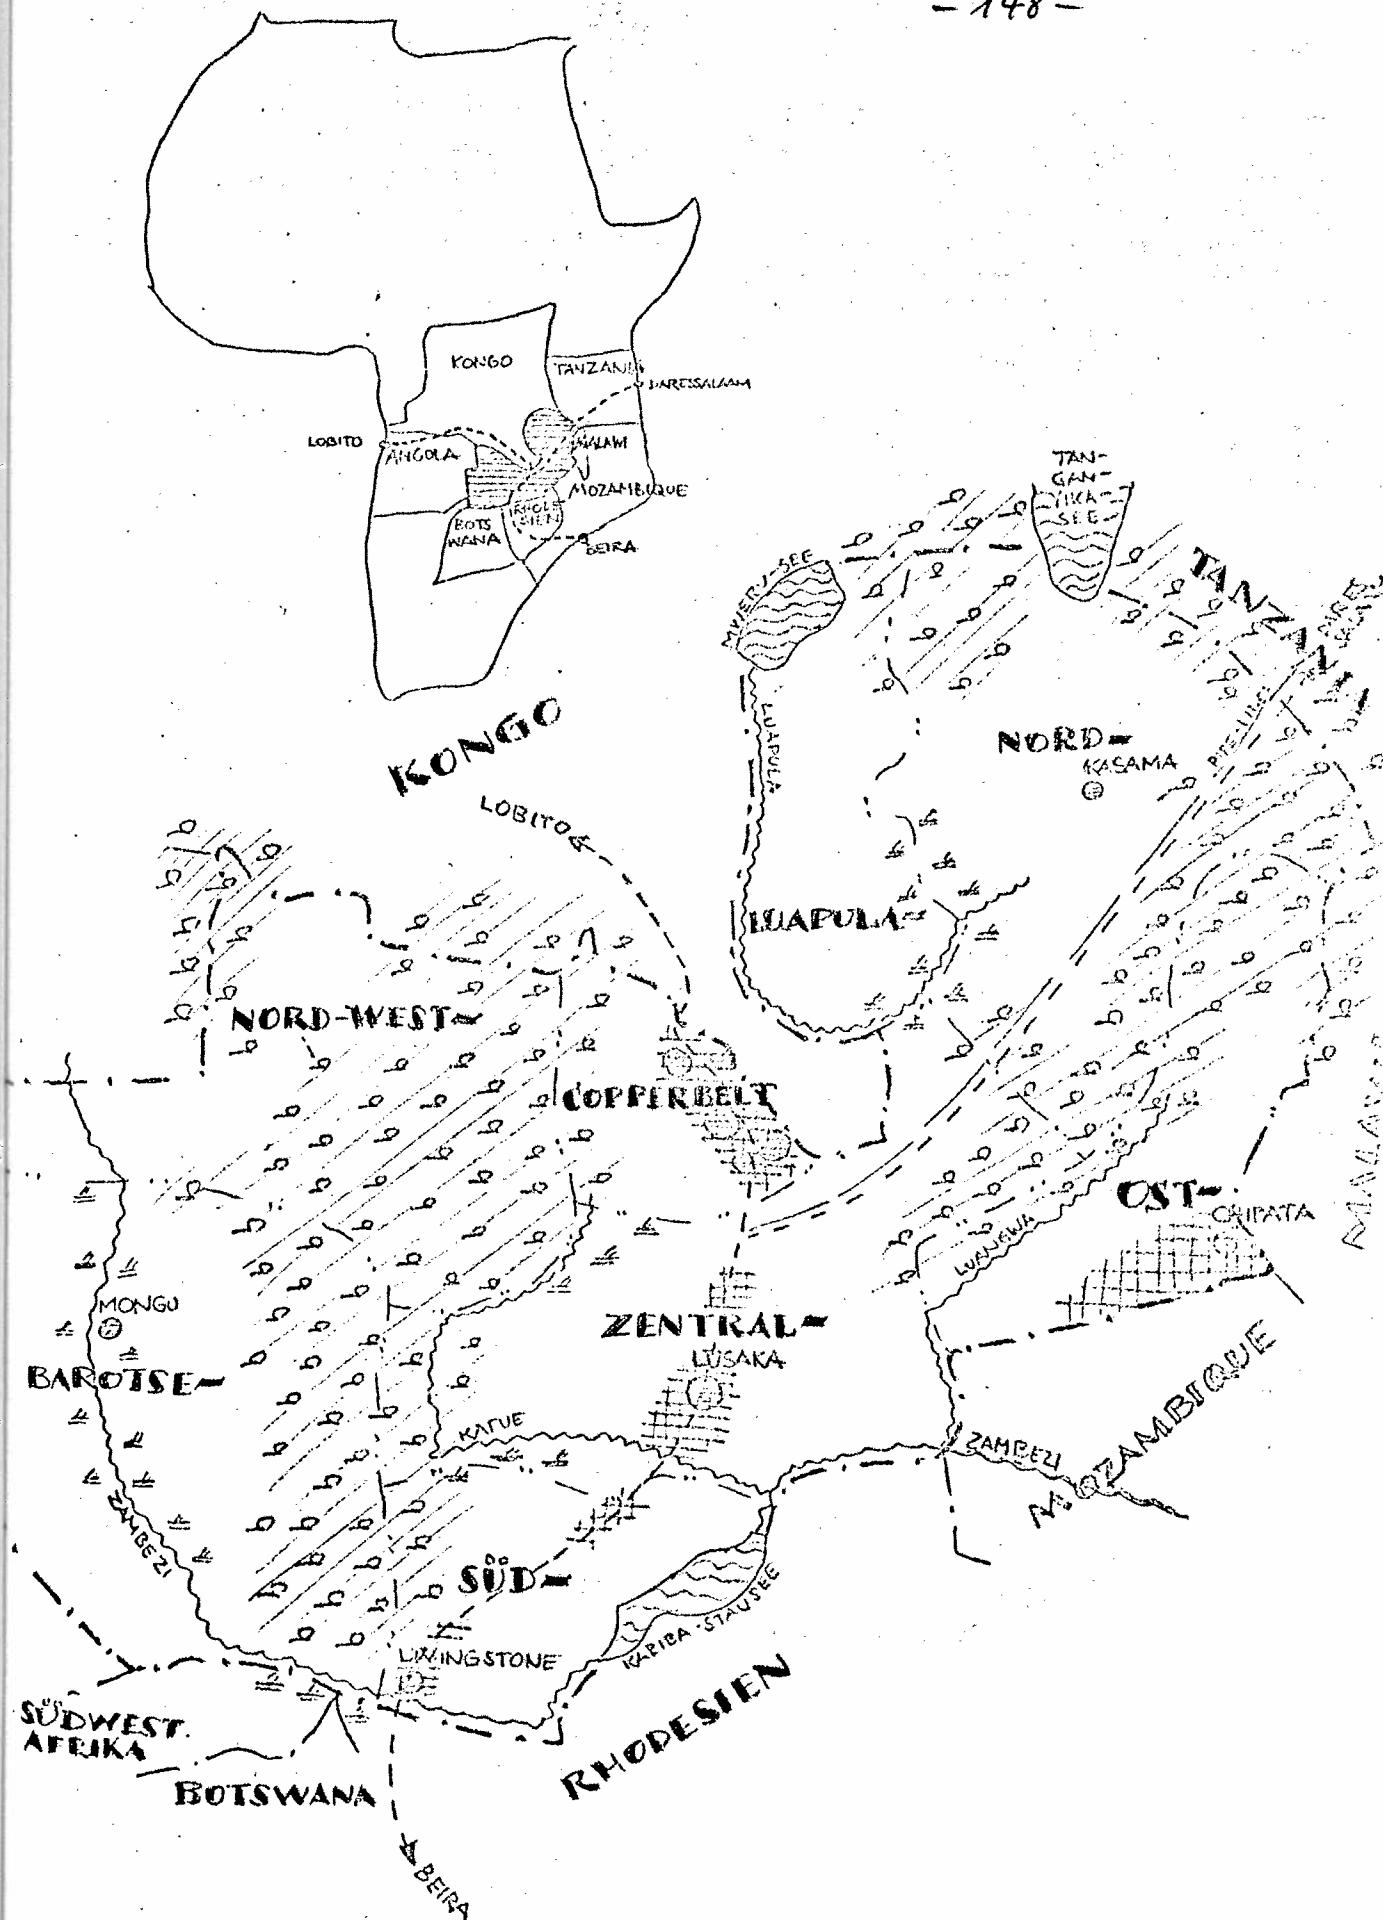 - 148 -
KONGO
TANZANIA
DARESSALAAM
LOBITO
ANGOLA
MALAWI
MOZAMBIQUE
BOTS
WANA
BEIRA
TAN-
GAN-
YIKA-
SEE
MWERU-SEE
TANZANIA
KONGO
LUAPULA
NORD-
KASAMA
LOBITO
LUAPULA-
NORD-WEST-
COPPERBELT
MALAWI
OST-
CHIPATA
LUANGWA
MONGU
ZENTRAL-
LUSAKA
BAROTSE-
KAFUE
ZAMBEZI
MOZAMBIQUE
ZAMBEZI
SÜD-
KARIBA-STAUSEE
LIVINGSTONE
SÜDWEST.
AFRIKA
RHODESIEN
BOTSWANA
BEIRA